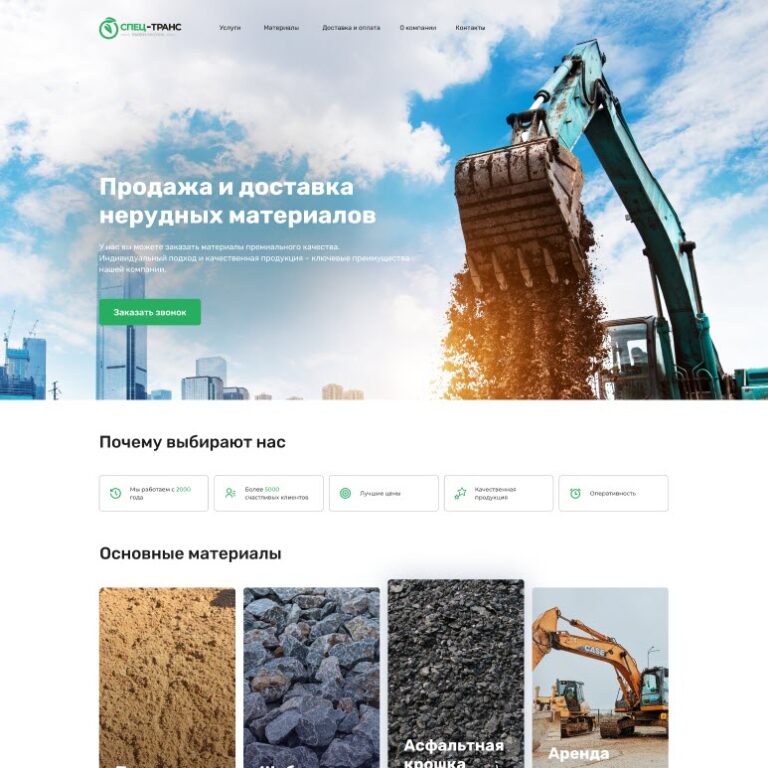 СПЕЦ-ТРАНС
Услуги
Материалы
Доставка и оплата
О компании
Контакты
Продажа и доставка
нерудных материалов
У нас вы можете заказать материалы премиального качества.
Индивидуальный подход и качественная продукция – ключевые преимущества
нашей компании.
Заказать звонок
Почему выбирают нас
Мы работаем с 2000
года
Более 5000
счастливых клиентов
Лучшие цены
Качественная
продукция
Оперативность
Основные материалы
CASE
Асфальтная
крошка
Аренда